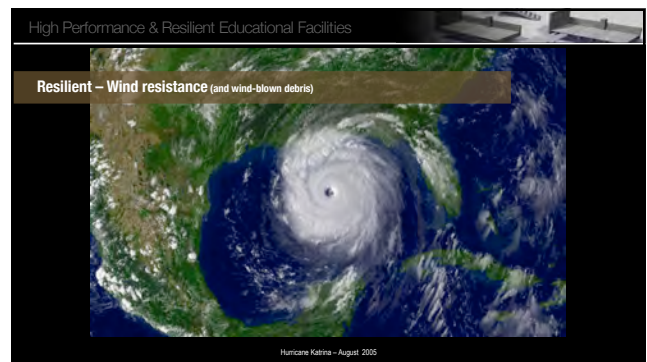 High Performance & Resilient Educational Facilities
Resilient – Wind resistance (and wind-blown debris)
Hurricane Katrina – August 2005